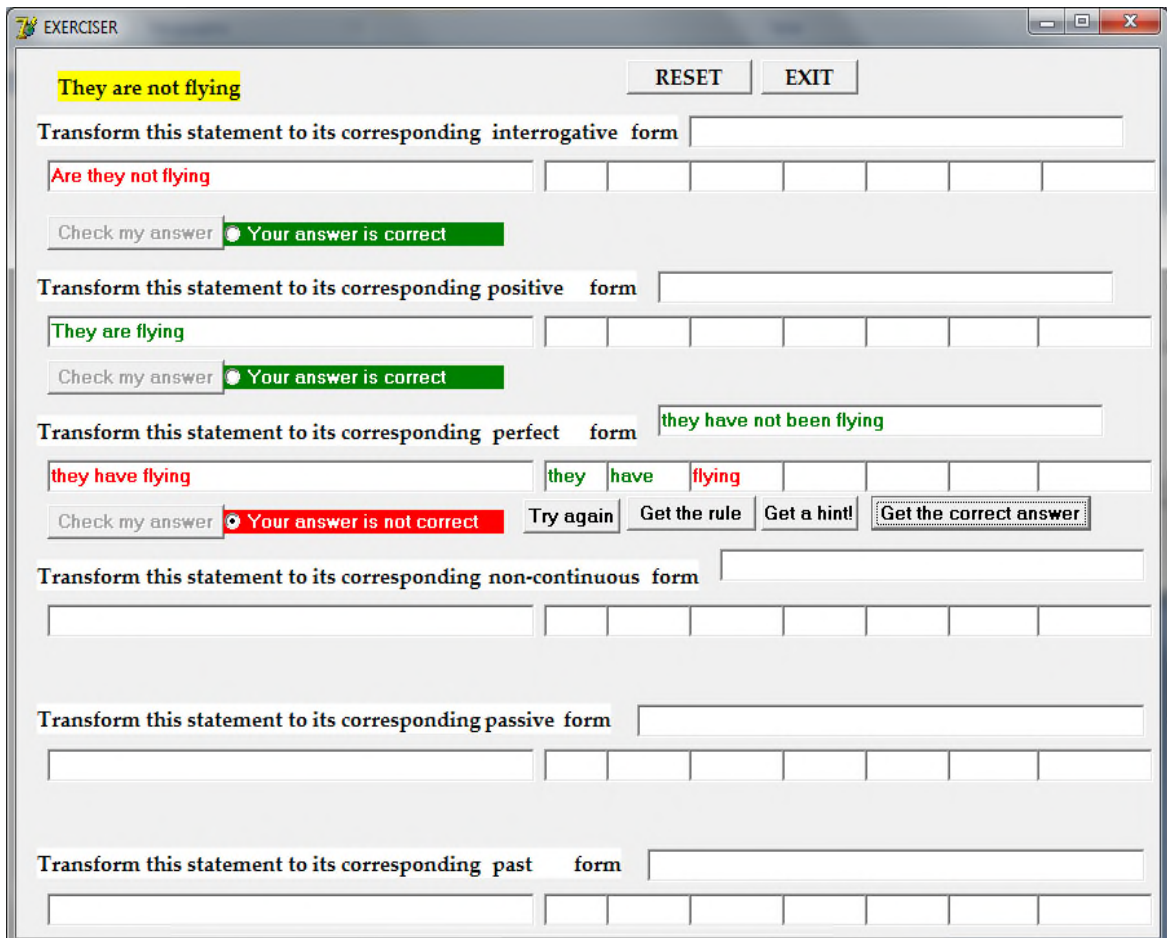 EXERCISER
They are not flying
RESET EXIT
Transform this statement to its corresponding interrogative form
Are they not flying
Check my answer Your answer is correct
Transform this statement to its corresponding positive form
They are flying
Check my answer Your answer is correct
they have not been flying
Transform this statement to its corresponding perfect form
they have flying they have flying
Check my answer Your answer is not correct Try again Get the rule Get a hint! Get the correct answer
Transform this statement to its corresponding non-continuous form
Transform this statement to its corresponding passive form
Transform this statement to its corresponding past form